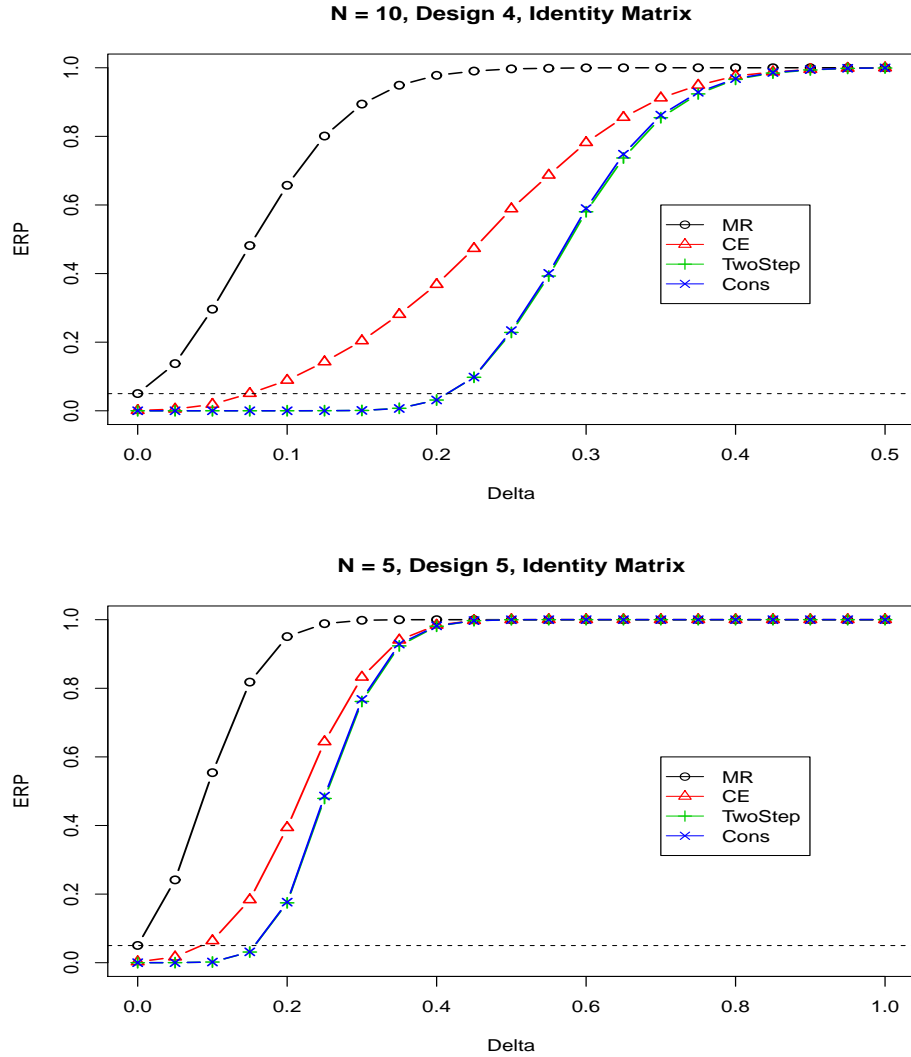 N = 10, Design 4, Identity Matrix
ERP
1.0
0.8
0.6
0.4
0.2
0.0
MR
CE
TwoStep
Cons
0.0 0.1 0.2 0.3 0.4 0.5
Delta
N = 5, Design 5, Identity Matrix
ERP
1.0
0.8
0.6
0.4
0.2
0.0
MR
CE
TwoStep
Cons
0.0 0.2 0.4 0.6 0.8 1.0
Delta